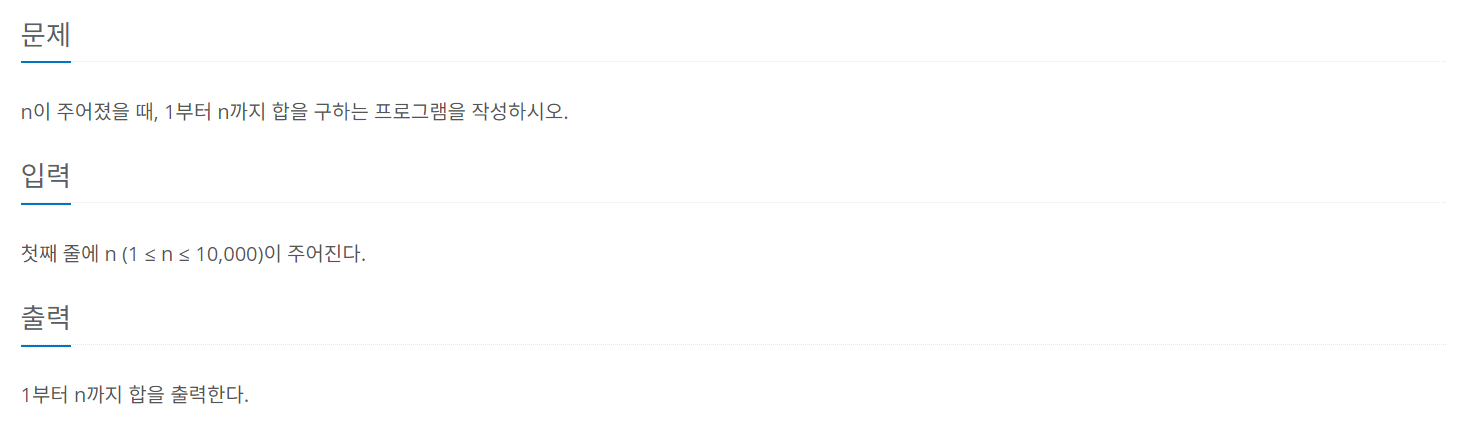 문제
n이 주어졌을 때, 1부터 n까지 합을 구하는 프로그램을 작성하시오.
입력
첫째 줄에 n (1 ≤ n ≤ 10,000)이 주어진다.
출력
1부터 n까지 합을 출력한다.